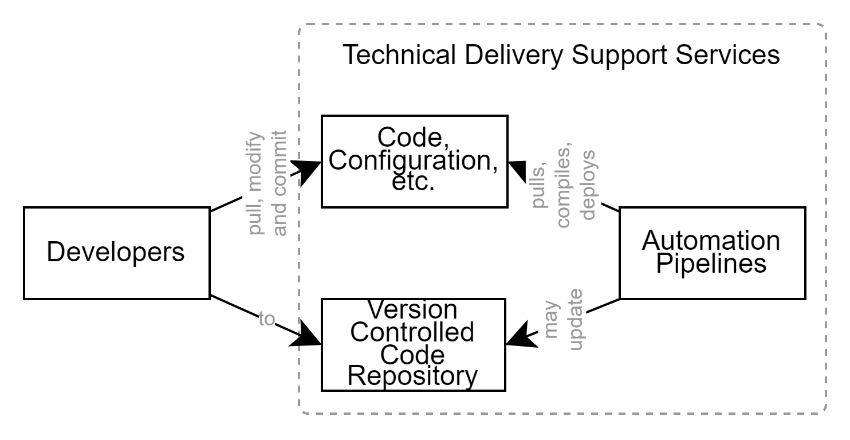 Technical Delivery Support Services
pull, modify
and commit
Code,
Configuration,
etc.
pulls,
compiles,
deploys
Developers
Automation
Pipelines
to
Version
Controlled
Code
Repository
may
update